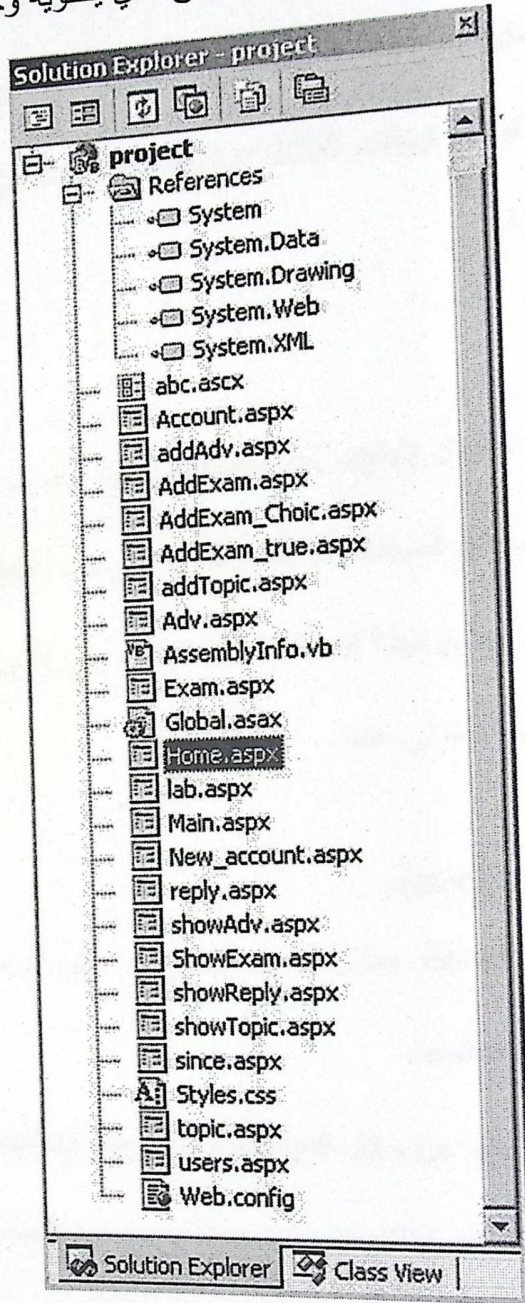 Solution Explorer - project
project
References
System
System.Data
System.Drawing
System.Web
System.XML
abc.ascx
Account.aspx
addAdv.aspx
AddExam.aspx
AddExam_Choic.aspx
AddExam_true.aspx
addTopic.aspx
Adv.aspx
AssemblyInfo.vb
Exam.aspx
Global.asax
Home.aspx
lab.aspx
Main.aspx
New_account.aspx
reply.aspx
showAdv.aspx
ShowExam.aspx
showReply.aspx
showTopic.aspx
since.aspx
Styles.css
topic.aspx
users.aspx
Web.config
Solution Explorer Class View